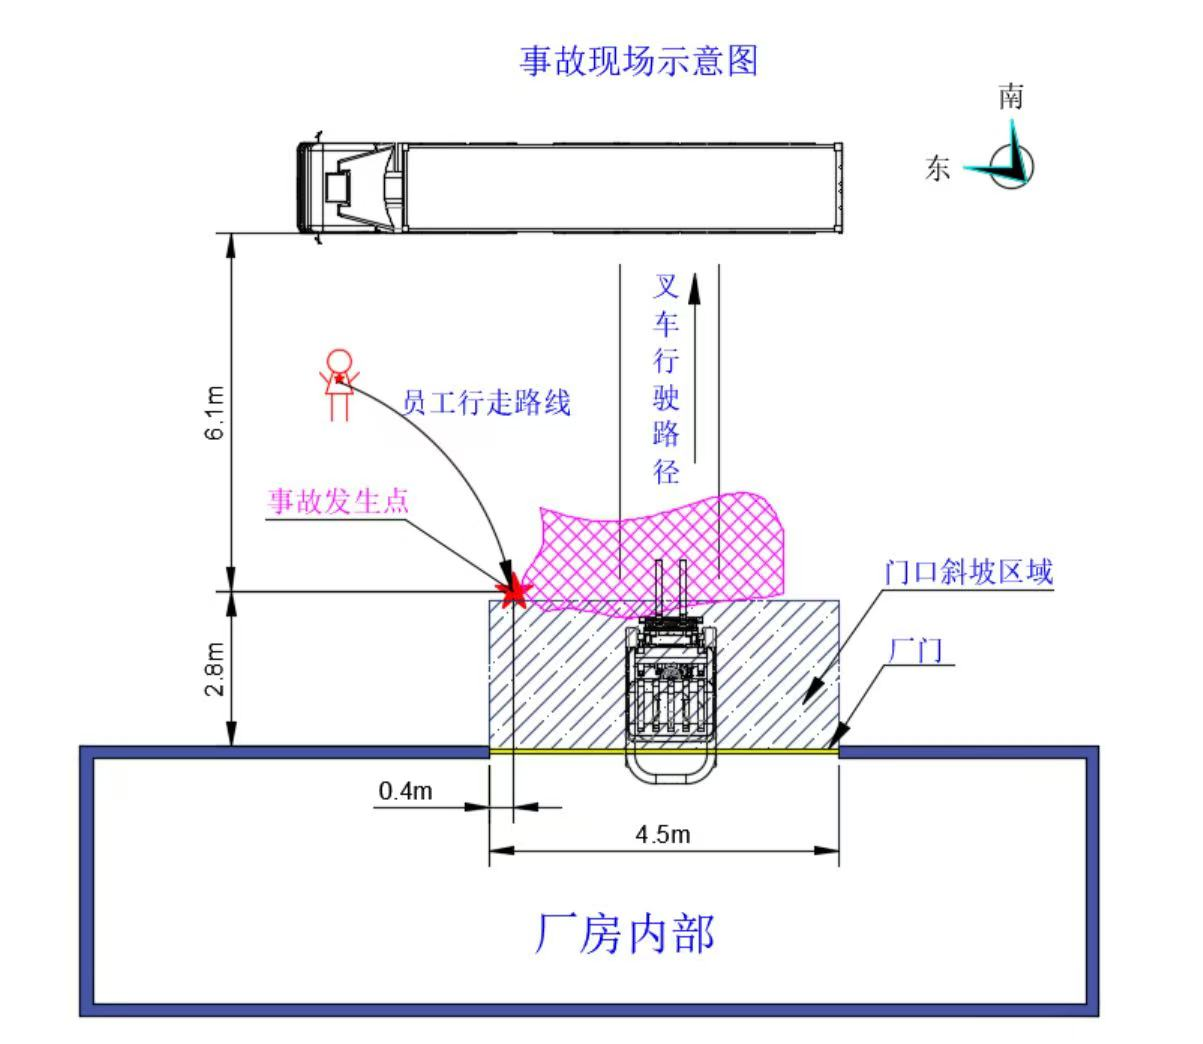 事故现场示意图
南
东
叉车行驶路径
6.1m
员工行走路线
事故发生点
门口斜坡区域
厂门
2.8m
0.4m
4.5m
厂房内部